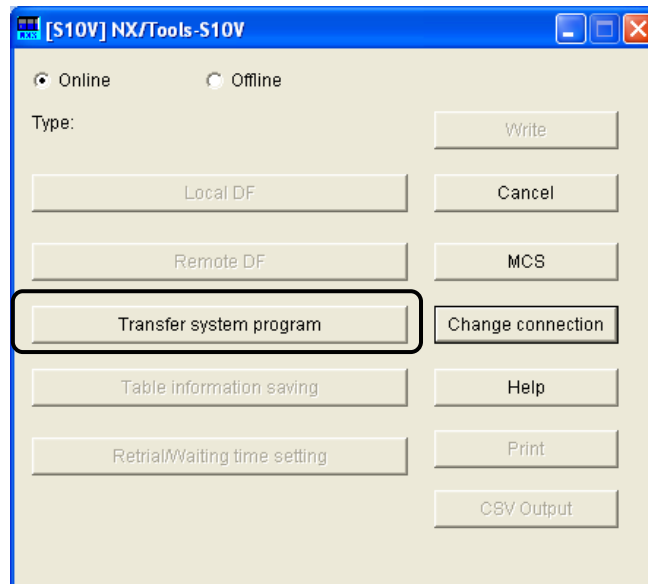 [S10V] NX/Tools-S10V
Online Offline
Type: Write
Local DF Cancel
Remote DF MCS
Transfer system program Change connection
Table information saving Help
Retrial/Waiting time setting Print
CSV Output